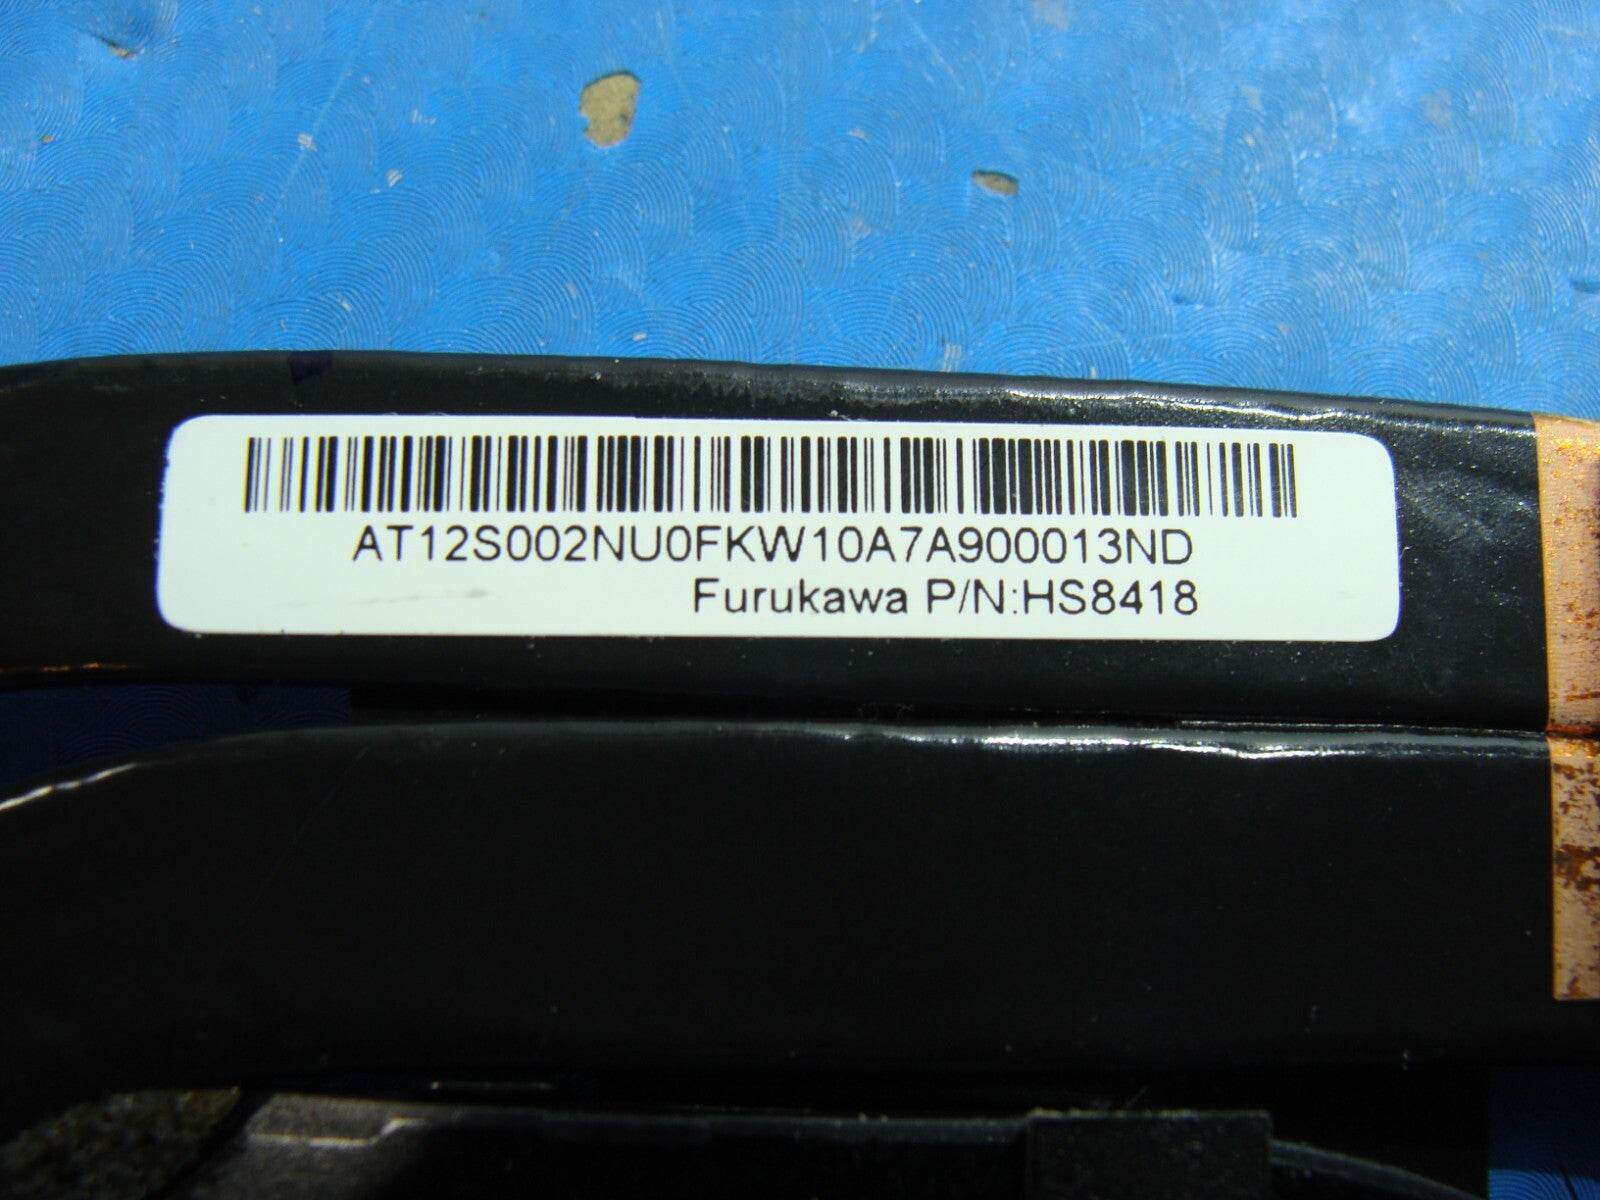 AT12S002NU0FKW10A7A900013ND
Furukawa P/N:HS8418